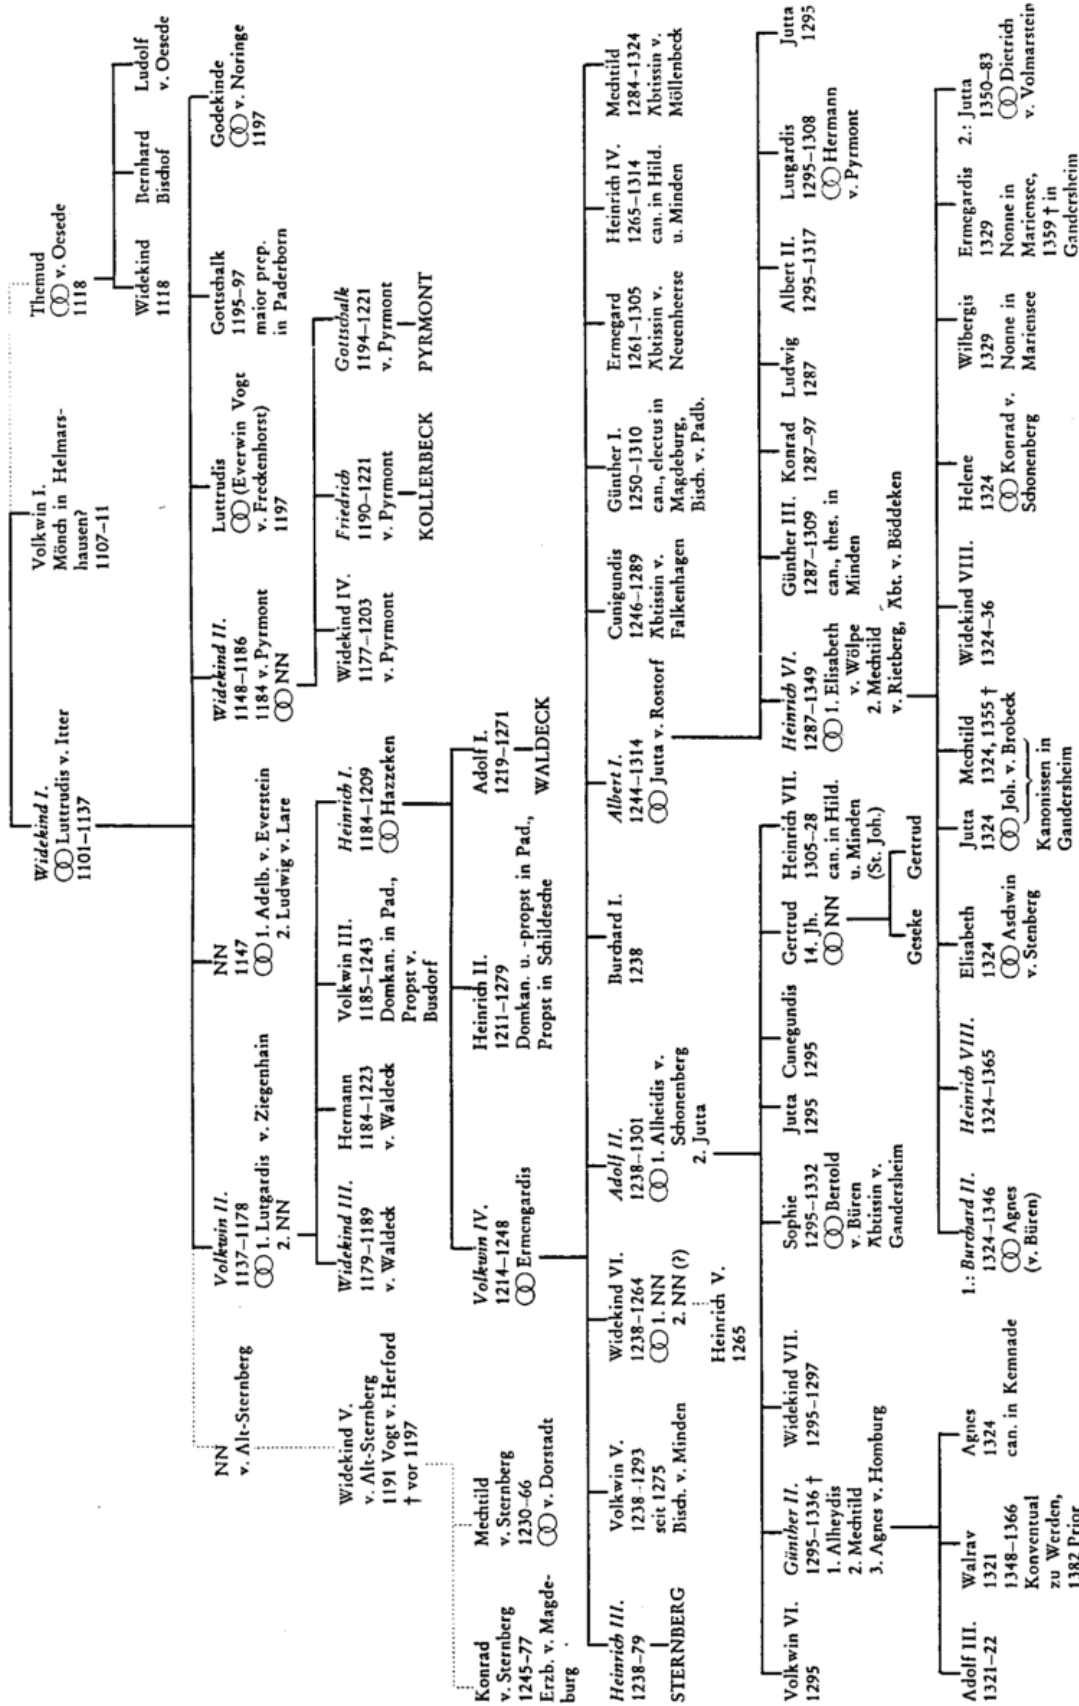 Widekind I.
⚭ Luttrudis v. Itter
1101–1137
Volkwin I.
Mönch in Helmars-
hausen?
1107–11
Themud
⚭ v. Oesede
1118
Widekind
1118
Bernhard
Bischof
Ludolf
v. Oesede
NN
v. Alt-Sternberg
Volkwin II.
1137–1178
⚭ 1. Lutgardis v. Ziegenhain
2. NN
NN
1147
⚭ 1. Adelb. v. Everstein
2. Ludwig v. Lare
Widekind II.
1148–1186
1184 v. Pyrmont
⚭ NN
Luttrudis
⚭ (Everwin Vogt
v. Freckenhorst)
1197
Gottschalk
1195–97
maior prep.
in Paderborn
Godekinde
⚭ v. Noringe
1197
Widekind V.
v. Alt-Sternberg
1191 Vogt v. Herford
† vor 1197
Widekind III.
1179–1189
v. Waldeck
Hermann
1184–1223
v. Waldeck
Volkwin III.
1185–1243
Domkan. in Pad.,
Propst v.
Busdorf
Heinrich I.
1184–1209
⚭ Hazzeken
Widekind IV.
1177–1203
v. Pyrmont
Friedrich
1190–1221
v. Pyrmont
KOLLERBECK
Gottschalk
1194–1221
v. Pyrmont
PYRMONT
Konrad
v. Sternberg
1245–77
Erzb. v. Magde-
burg
Mechtild
v. Sternberg
1230–66
⚭ v. Dorstadt
Volkwin IV.
1214–1248
⚭ Ermengardis
Heinrich II.
1211–1279
Domkan. u. -propst in Pad.,
Propst in Schildesche
Adolf I.
1219–1271
WALDECK
Heinrich III.
1238–79
STERNBERG
Volkwin V.
1238–1293
seit 1275
Bisch. v. Minden
Widekind VI.
1238–1264
⚭ 1. NN
2. NN (?)
Heinrich V.
1265
Adolf II.
1238–1301
⚭ 1. Alheidis v.
Schonenberg
2. Jutta
Burchard I.
1238
Albert I.
1244–1314
⚭ Jutta v. Rostorf
Cunigundis
1246–1289
Äbtissin v.
Falkenhagen
Günther I.
1250–1310
can., electus in
Magdeburg,
Bisch. v. Padb.
Ermegard
1261–1305
Äbtissin v.
Neuenheerse
Heinrich IV.
1265–1314
can. in Hild.
u. Minden
Mechtild
1284–1324
Äbtissin v.
Möllenbeck
Volkwin VI.
1295
Günther II.
1295–1336 †
1. Alheydis
2. Mechtild
3. Agnes v. Homburg
Widekind VII.
1295–1297
Sophie
1295–1332
⚭ Bertold
v. Büren
Äbtissin v.
Gandersheim
Jutta
1295
Cunegundis
1295
Gertrud
14. Jh.
⚭ NN
Geseke
Gertrud
Heinrich VII.
1305–28
can. in Hild.
u. Minden
(St. Joh.)
Heinrich VI.
1287–1349
⚭ 1. Elisabeth
v. Wölpe
2. Mechtild
v. Rietberg, Äbt. v. Böddeken
Günther III.
1287–1309
can., thes. in
Minden
Konrad
1287–97
Ludwig
1287
Albert II.
1295–1317
Lutgardis
1295–1308
⚭ Hermann
v. Pyrmont
Jutta
1295
Adolf III.
1321–22
Walrav
1321
1348–1366
Konventual
zu Werden,
1382 Prior
Agnes
1324
can. in Kemnade
1.: Burchard II.
1324–1346
⚭ Agnes
(v. Büren)
Heinrich VIII.
1324–1365
Elisabeth
1324
⚭ Aschwin
v. Stenberg
Jutta
1324
⚭ Joh. v. Brobeck
Mechtild
1324, 1355 †
Kanonissen in
Gandersheim
Widekind VIII.
1324–36
Helene
1324
⚭ Konrad v.
Schonenberg
Wilbergis
1329
Nonne in
Mariensee
Ermegardis
1329
Nonne in
Mariensee,
1359 † in
Gandersheim
2.: Jutta
1350–83
⚭ Dietrich
v. Volmarstein